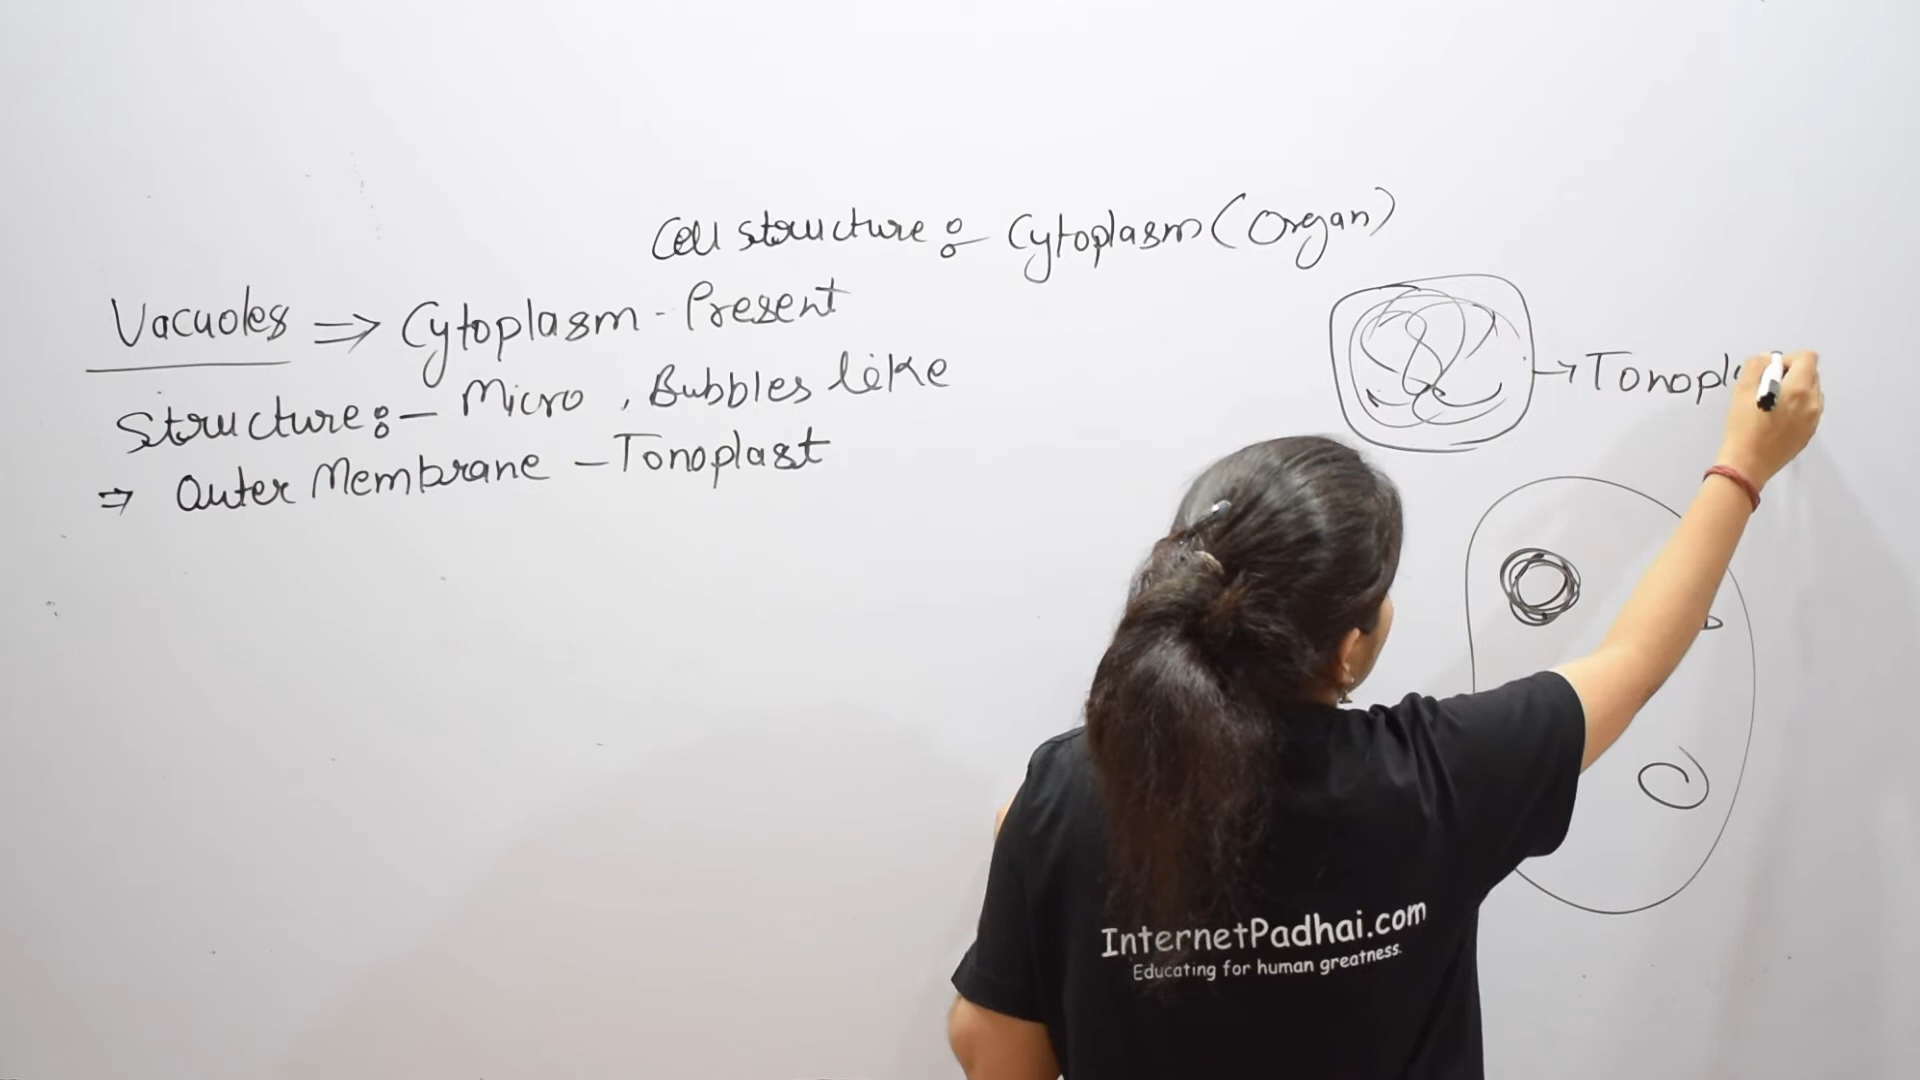 Cell structure :- Cytoplasm (Organ)
Vacuoles ⇒ Cytoplasm - Present
Structure :- Micro, Bubbles like
⇒ Outer Membrane - Tonoplast
→ Tonopl
InternetPadhai.com
Educating for human greatness.